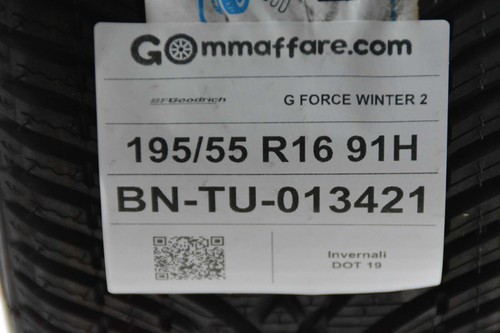 GOmmaffare.com
BFGoodrich G FORCE WINTER 2
195/55 R16 91H
BN-TU-013421
Invernali
DOT 19